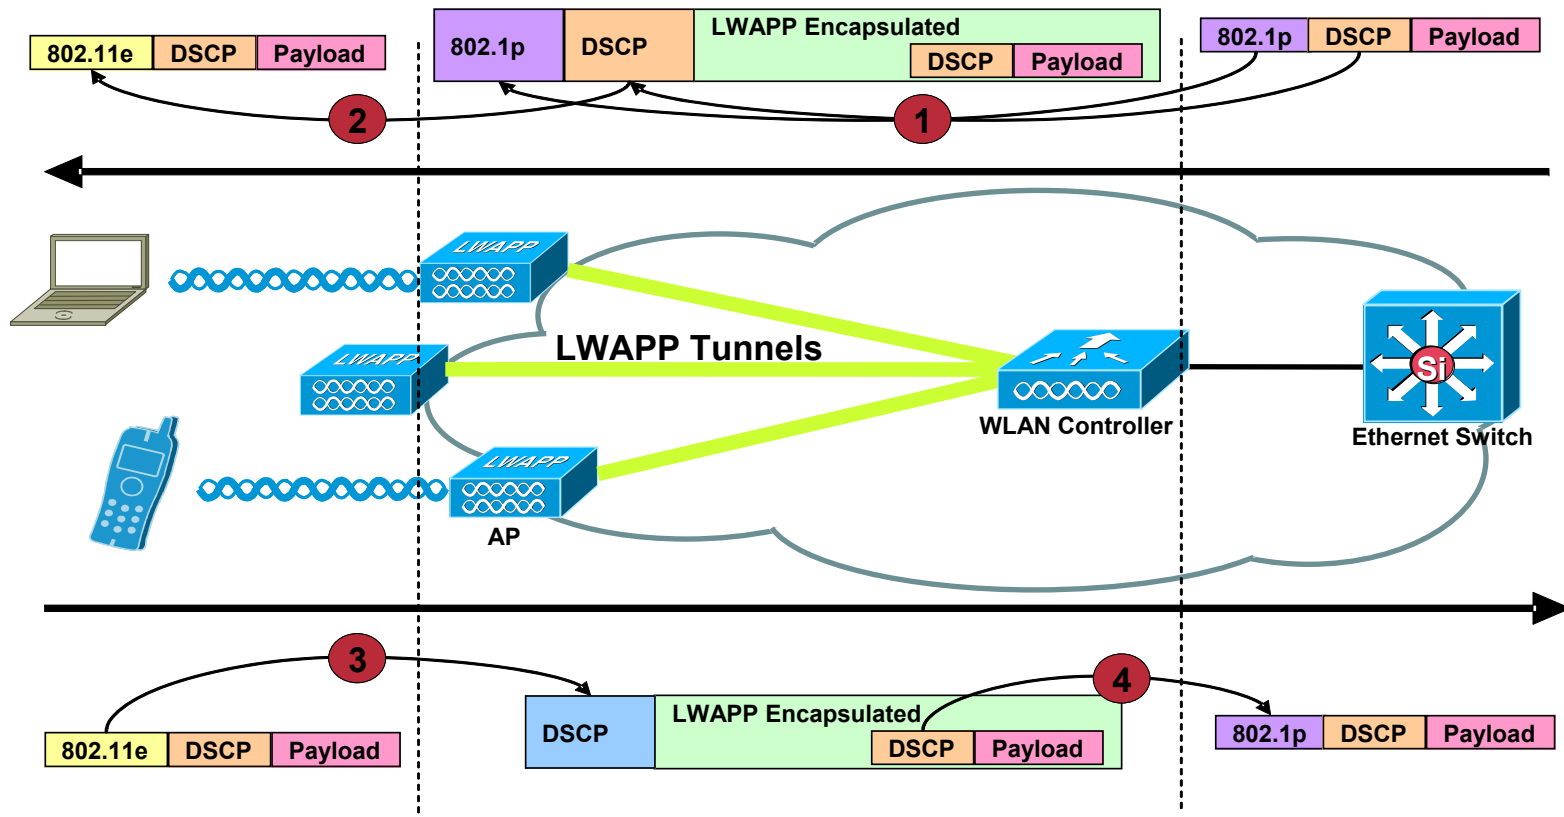 802.11e DSCP Payload
802.1p DSCP LWAPP Encapsulated
DSCP Payload
802.1p DSCP Payload
2
1
LWAPP
LWAPP
LWAPP Tunnels
LWAPP
AP
WLAN Controller
Si
Ethernet Switch
3
4
802.11e DSCP Payload
DSCP LWAPP Encapsulated
DSCP Payload
802.1p DSCP Payload